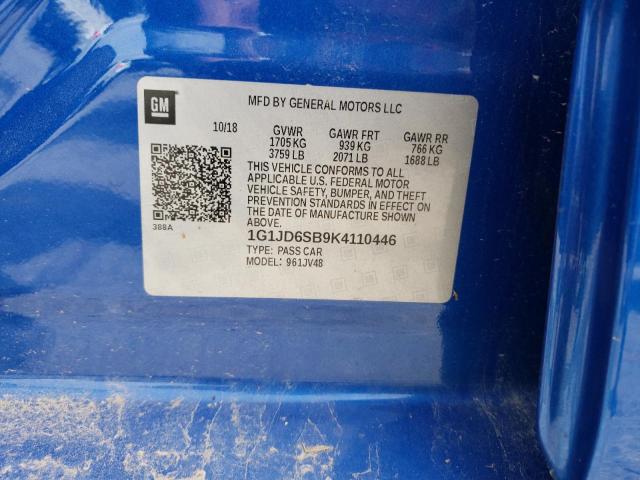 GM
MFD BY GENERAL MOTORS LLC
10/18 GVWR GAWR FRT GAWR RR
1705 KG 939 KG 766 KG
3759 LB 2071 LB 1688 LB
THIS VEHICLE CONFORMS TO ALL
APPLICABLE U.S. FEDERAL MOTOR
VEHICLE SAFETY, BUMPER, AND THEFT
PREVENTION STANDARDS IN EFFECT ON
THE DATE OF MANUFACTURE SHOWN
ABOVE.
388A
1G1JD6SB9K4110446
TYPE: PASS CAR
MODEL: 961JV48